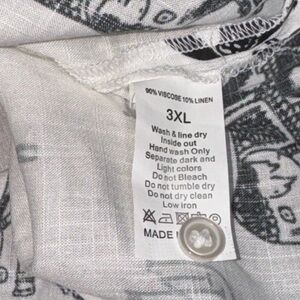 90% VISCOSE 10% LINEN
3XL
Wash & line dry
Inside out
Hand wash Only
Separate dark and
Light colors
Do not Bleach
Do not tumble dry
Do not dry clean
Low iron
MADE